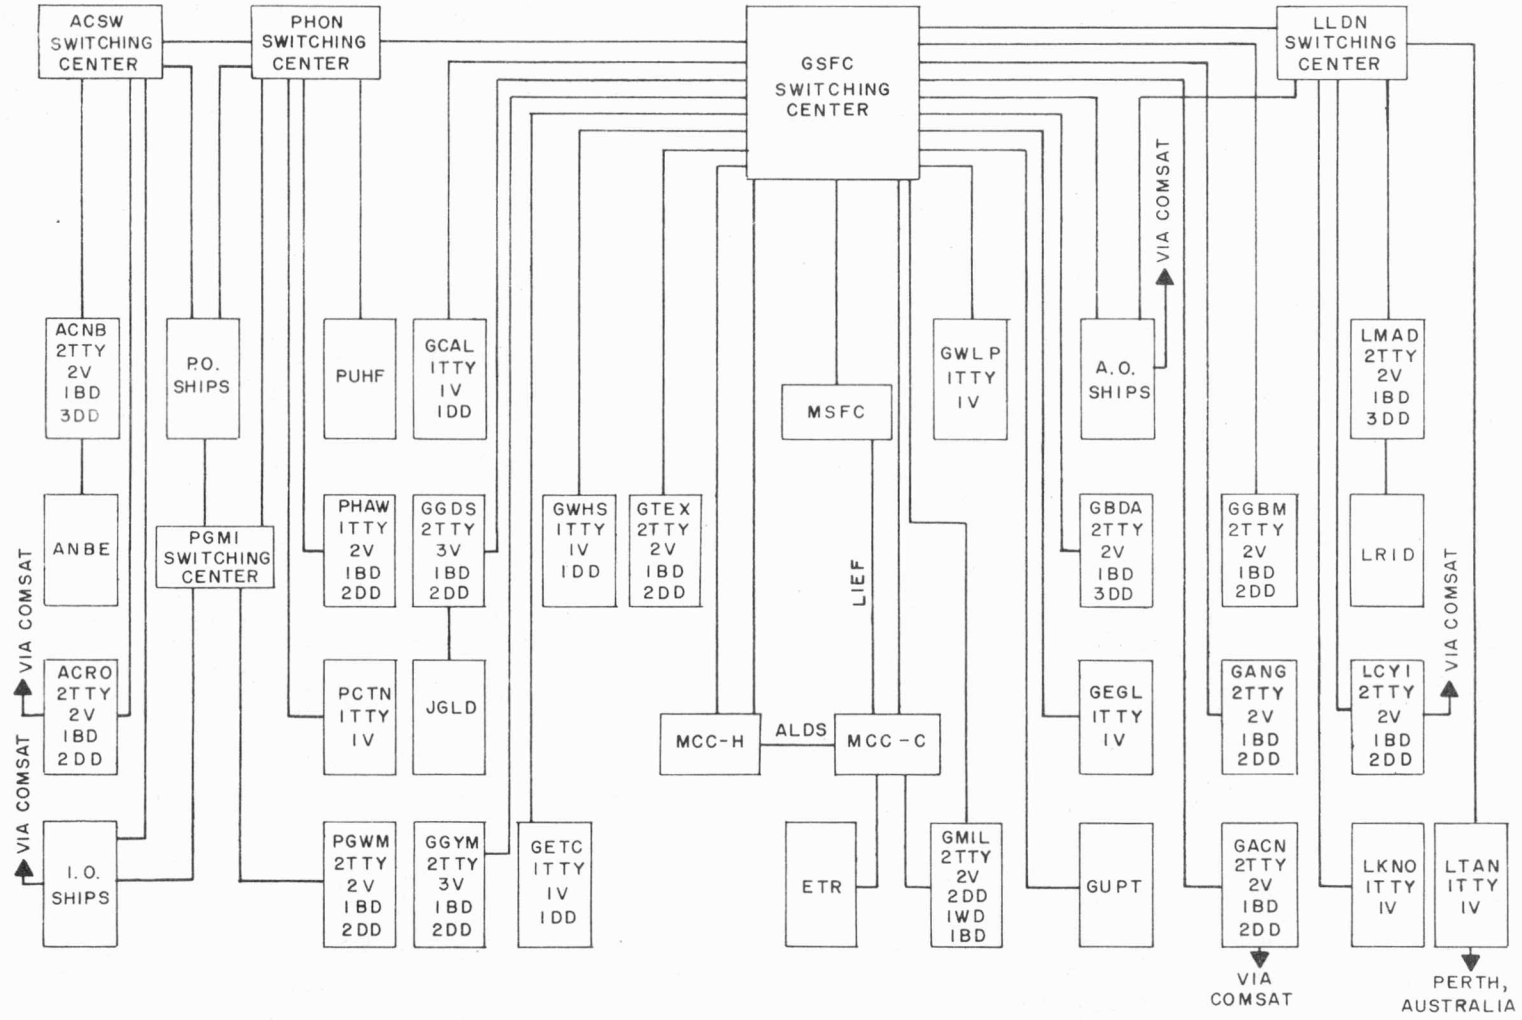 ACSW
SWITCHING
CENTER
PHON
SWITCHING
CENTER
GSFC
SWITCHING
CENTER
LLDN
SWITCHING
CENTER
VIA COMSAT
ACNB
2TTY
2V
1BD
3DD
P.O.
SHIPS
PUHF
GCAL
1TTY
1V
1DD
MSFC
GWLP
1TTY
1V
A.O.
SHIPS
LMAD
2TTY
2V
1BD
3DD
ANBE
PGMI
SWITCHING
CENTER
PHAW
1TTY
2V
1BD
2DD
GGDS
2TTY
3V
1BD
2DD
GWHS
1TTY
1V
1DD
GTEX
2TTY
2V
1BD
2DD
LIEF
GBDA
2TTY
2V
1BD
3DD
GGBM
2TTY
2V
1BD
2DD
LRID
VIA COMSAT
VIA COMSAT
ACRO
2TTY
2V
1BD
2DD
PCTN
1TTY
1V
JGLD
MCC-H
ALDS
MCC-C
GEGL
1TTY
1V
GANG
2TTY
2V
1BD
2DD
LCYI
2TTY
2V
1BD
2DD
VIA COMSAT
I.O.
SHIPS
PGWM
2TTY
2V
1BD
2DD
GGYM
2TTY
3V
1BD
2DD
GETC
1TTY
1V
1DD
ETR
GMIL
2TTY
2V
2DD
1WD
1BD
GUPT
GACN
2TTY
2V
1BD
2DD
LKNO
1TTY
1V
LTAN
1TTY
1V
VIA
COMSAT
PERTH,
AUSTRALIA